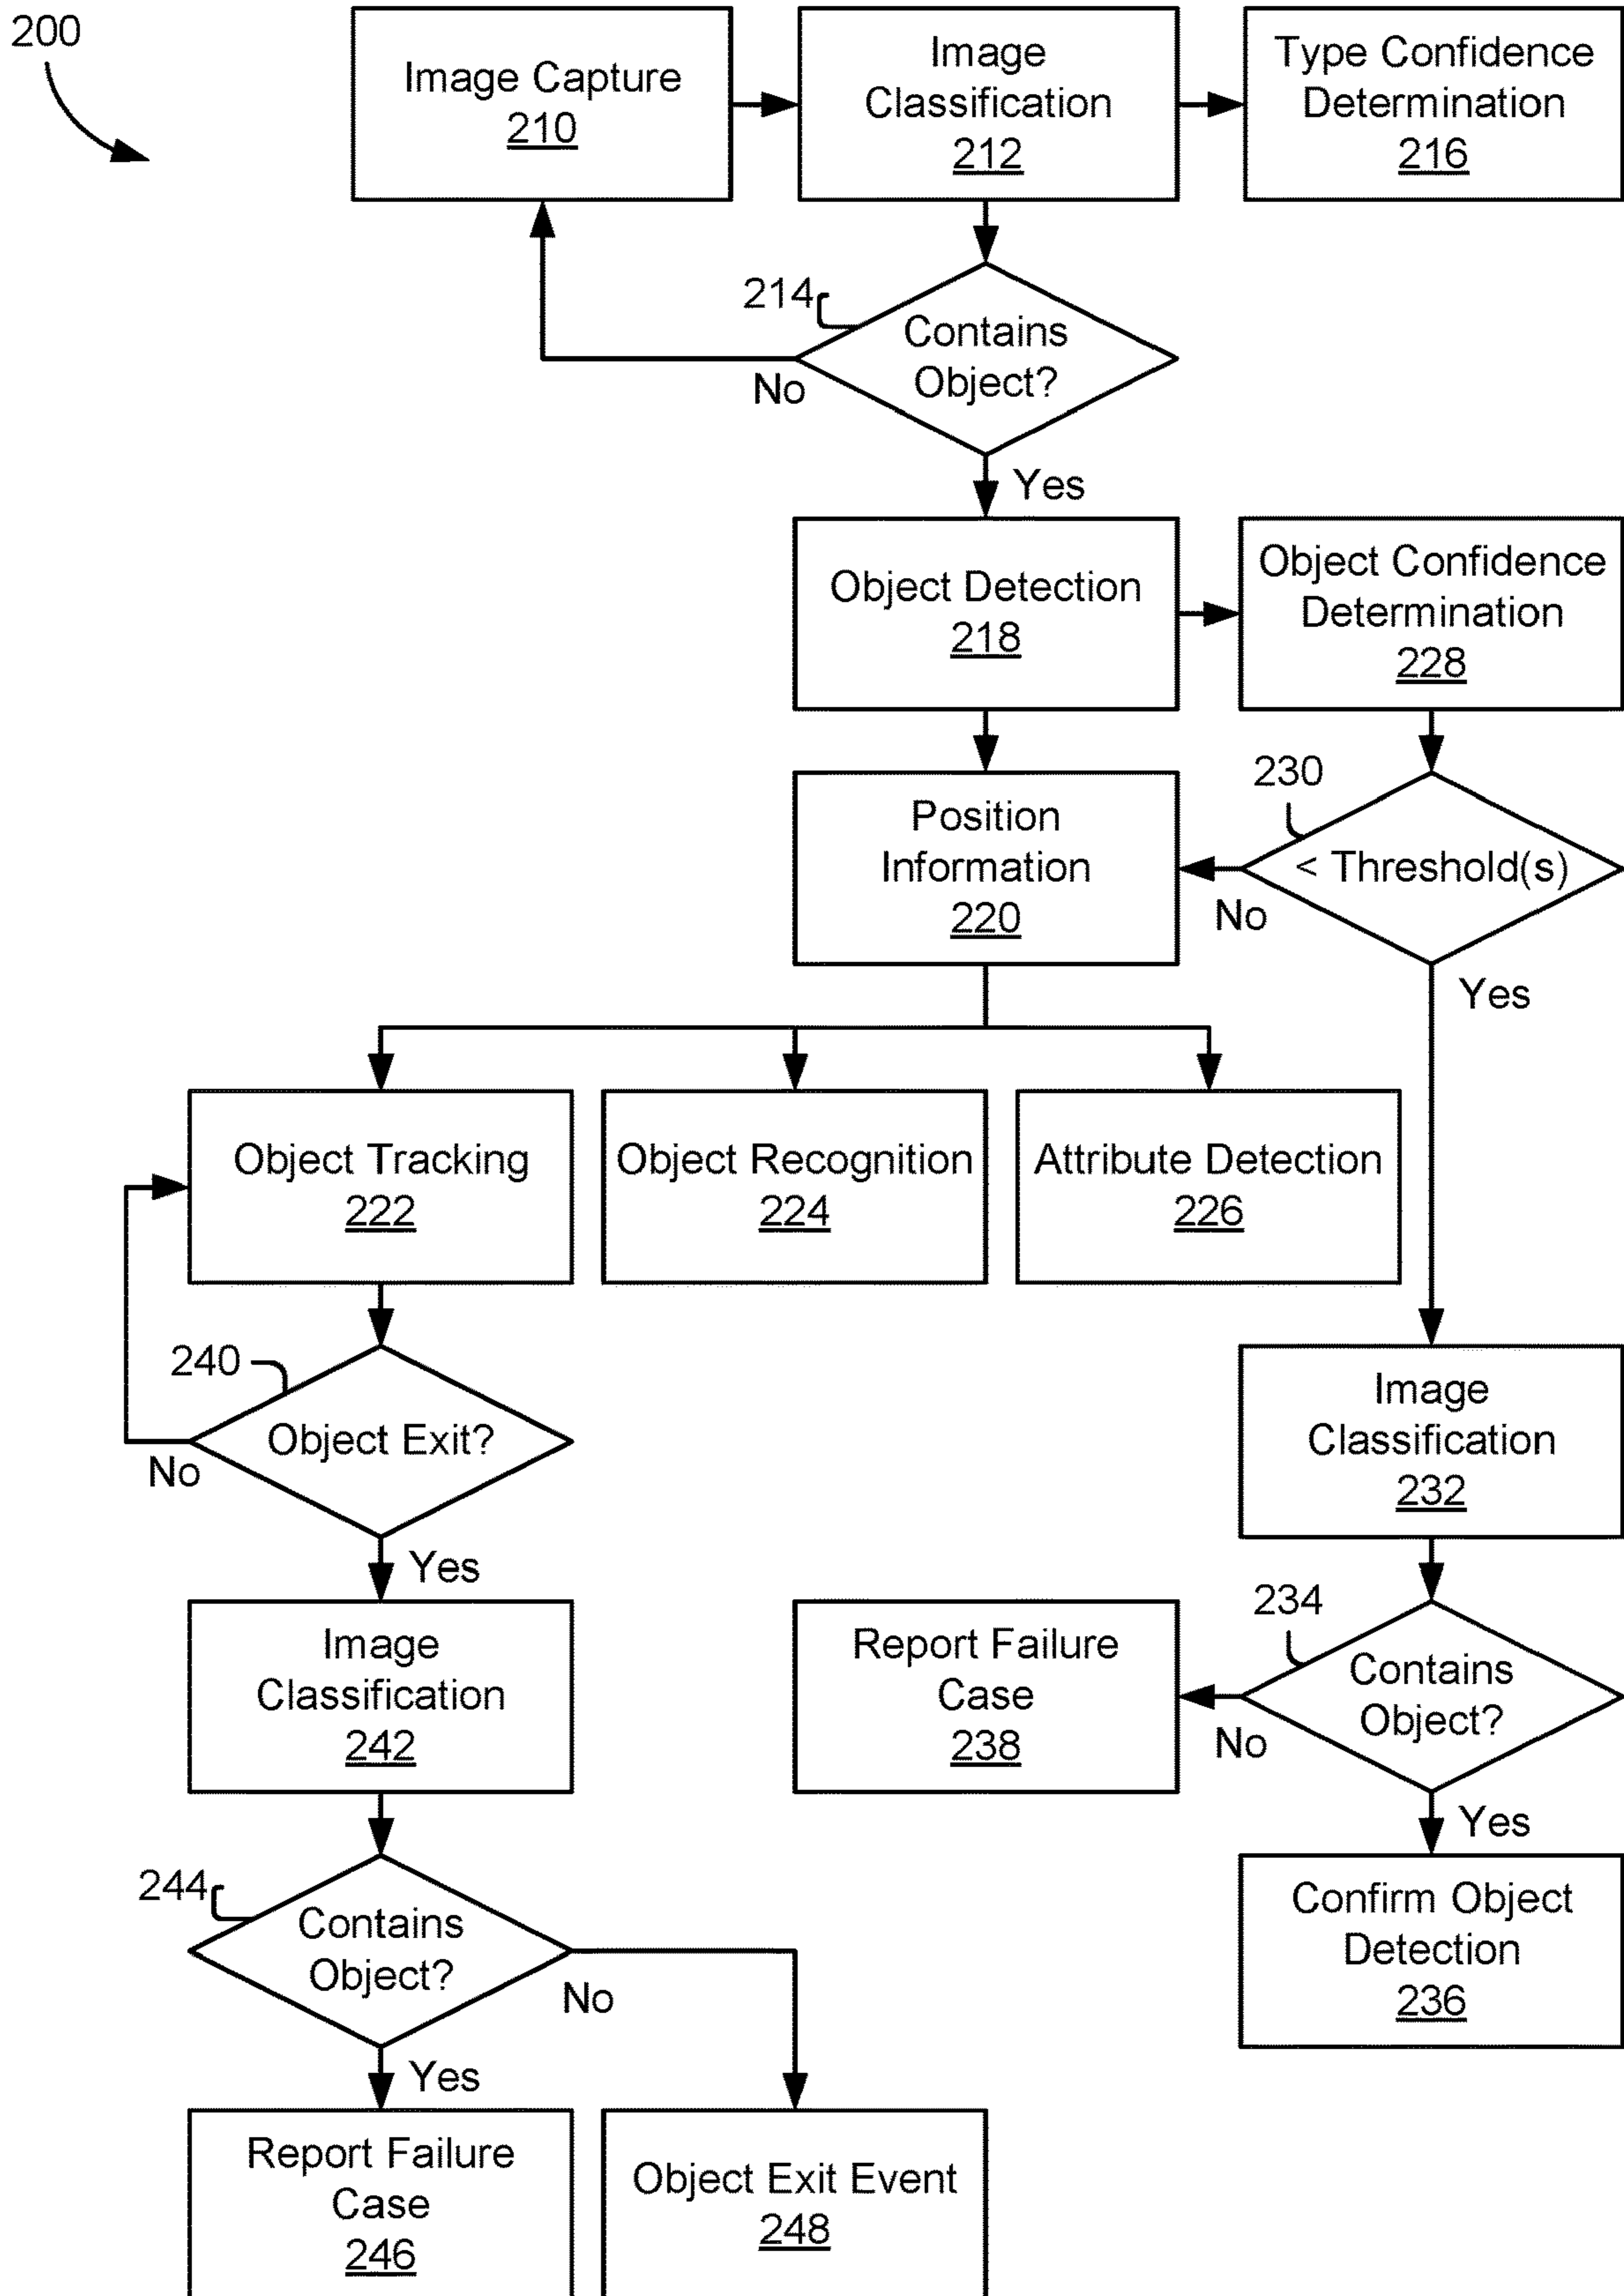 200
Image Capture
210
Image
Classification
212
Type Confidence
Determination
216
214
Contains
Object?
No
Yes
Object Detection
218
Object Confidence
Determination
228
Position
Information
220
230
< Threshold(s)
No
Yes
Object Tracking
222
Object Recognition
224
Attribute Detection
226
240
Object Exit?
No
Yes
Image
Classification
232
Image
Classification
242
Report Failure
Case
238
234
Contains
Object?
No
Yes
Confirm Object
Detection
236
244
Contains
Object?
No
Yes
Report Failure
Case
246
Object Exit Event
248